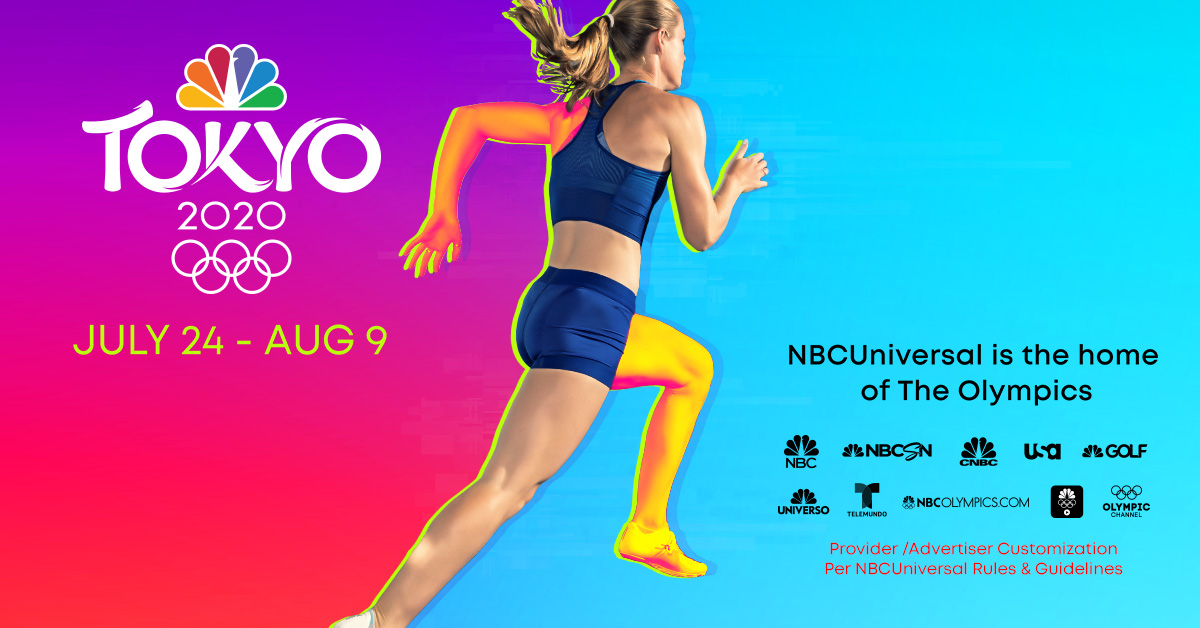 TOKYO
2020
JULY 24 - AUG 9
NBCUniversal is the home
of The Olympics
NBC NBCSN CNBC USA GOLF
UNIVERSO TELEMUNDO NBCOLYMPICS.COM OLYMPIC
CHANNEL
Provider /Advertiser Customization
Per NBCUniversal Rules & Guidelines